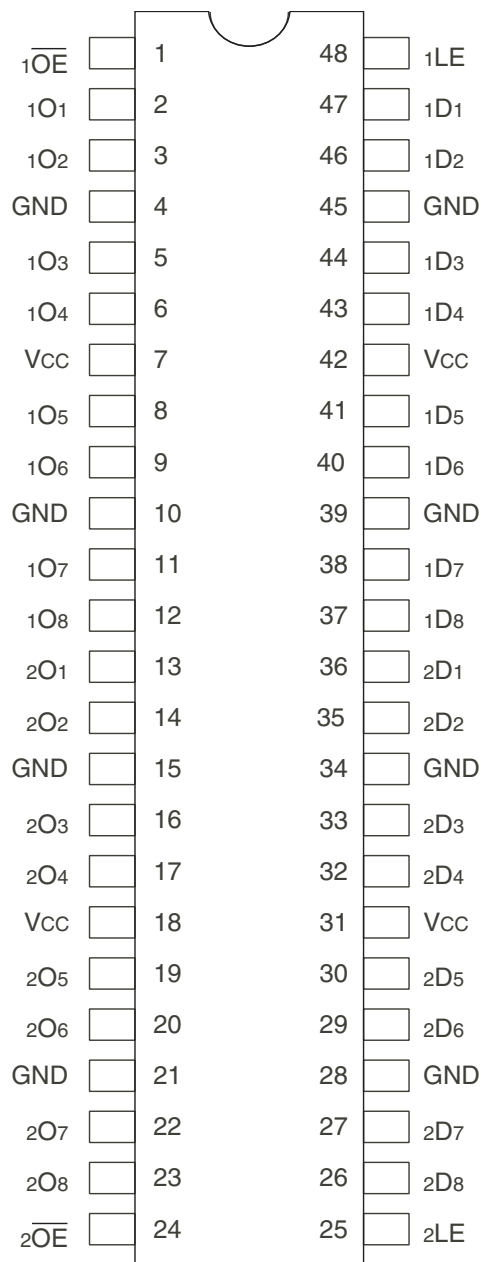 1O̅E̅ 1 48 1LE
1O1 2 47 1D1
1O2 3 46 1D2
GND 4 45 GND
1O3 5 44 1D3
1O4 6 43 1D4
VCC 7 42 VCC
1O5 8 41 1D5
1O6 9 40 1D6
GND 10 39 GND
1O7 11 38 1D7
1O8 12 37 1D8
2O1 13 36 2D1
2O2 14 35 2D2
GND 15 34 GND
2O3 16 33 2D3
2O4 17 32 2D4
VCC 18 31 VCC
2O5 19 30 2D5
2O6 20 29 2D6
GND 21 28 GND
2O7 22 27 2D7
2O8 23 26 2D8
2O̅E̅ 24 25 2LE